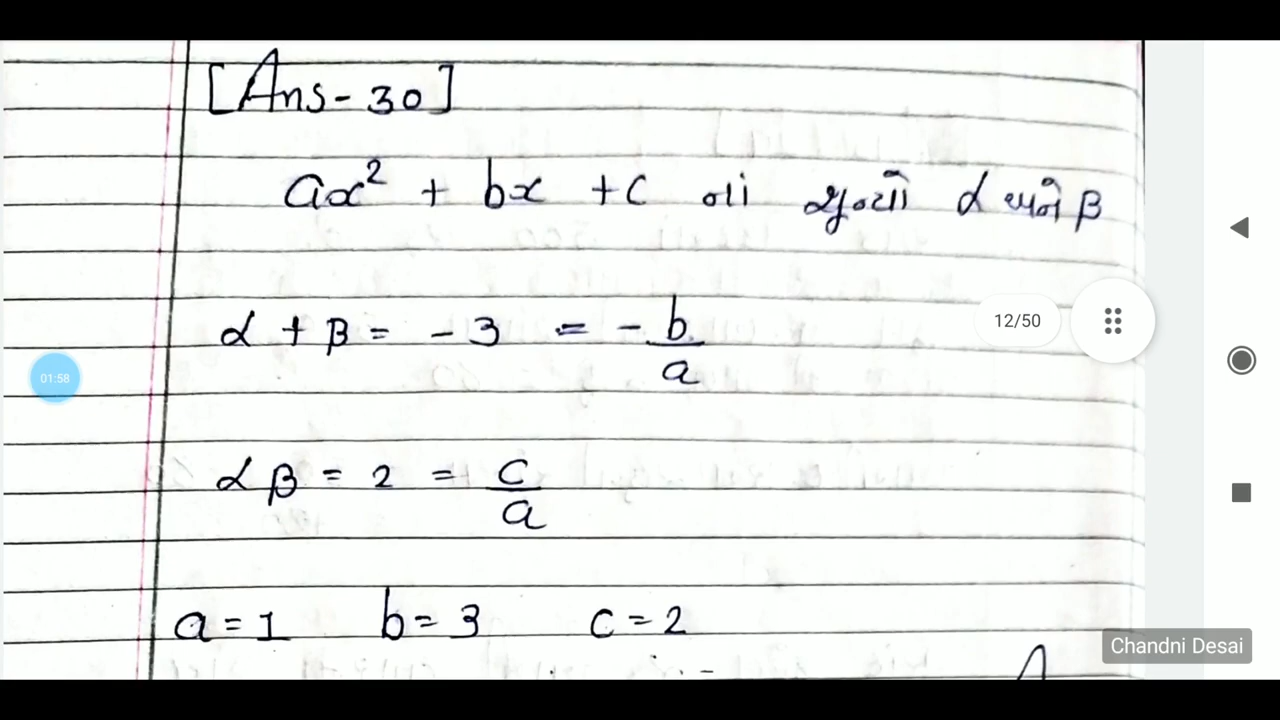 [Ans-30]
ax² + bx + c નાં શૂન્યો α અને β
α + β = -3 = -b/a
12/50
01:58
αβ = 2 = c/a
a = 1 b = 3 c = 2
Chandni Desai